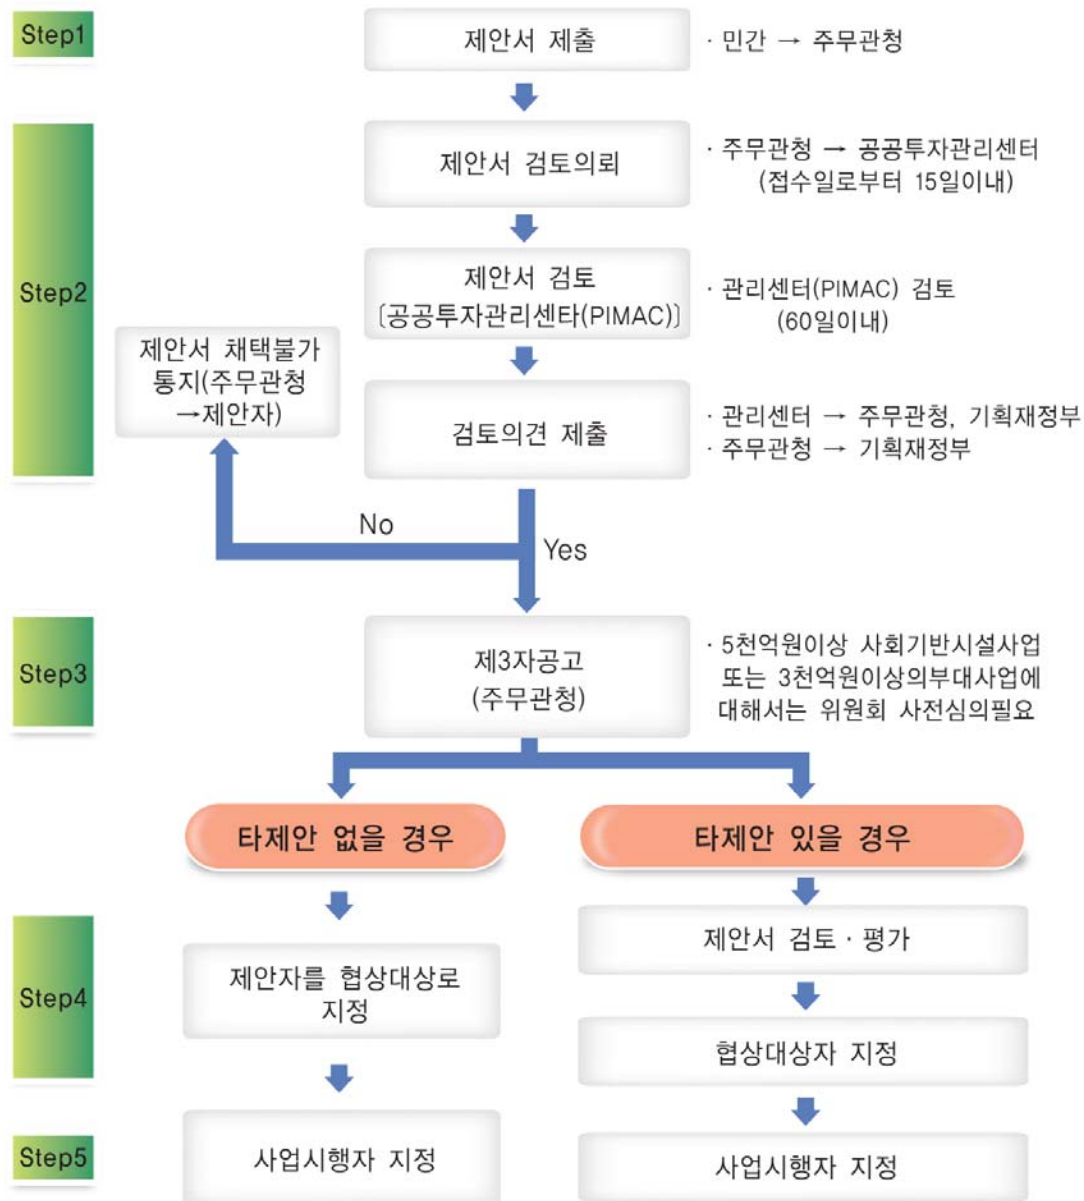 Step1
제안서 제출
· 민간 → 주무관청
Step2
제안서 검토의뢰
· 주무관청 → 공공투자관리센터
(접수일로부터 15일이내)
제안서 검토
[공공투자관리센타(PIMAC)]
· 관리센터(PIMAC) 검토
(60일이내)
제안서 채택불가
통지(주무관청
→제안자)
검토의견 제출
· 관리센터 → 주무관청, 기획재정부
· 주무관청 → 기획재정부
No
Yes
Step3
제3자공고
(주무관청)
· 5천억원이상 사회기반시설사업
또는 3천억원이상의부대사업에
대해서는 위원회 사전심의필요
타제안 없을 경우
타제안 있을 경우
Step4
제안자를 협상대상로
지정
제안서 검토 · 평가
협상대상자 지정
Step5
사업시행자 지정
사업시행자 지정